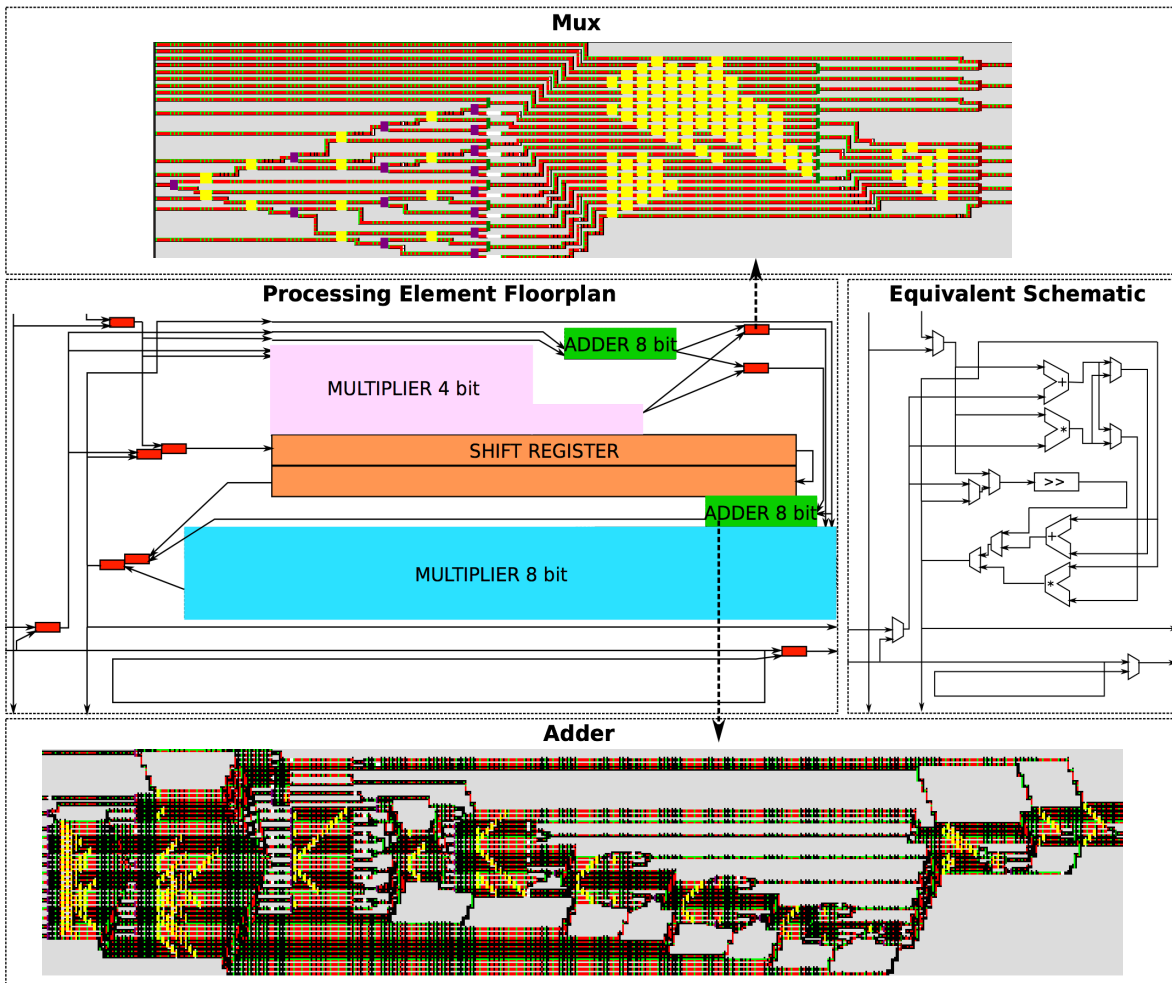 Mux
Processing Element Floorplan
Equivalent Schematic
ADDER 8 bit
MULTIPLIER 4 bit
SHIFT REGISTER
ADDER 8 bit
MULTIPLIER 8 bit
+
*
>>
+
*
Adder